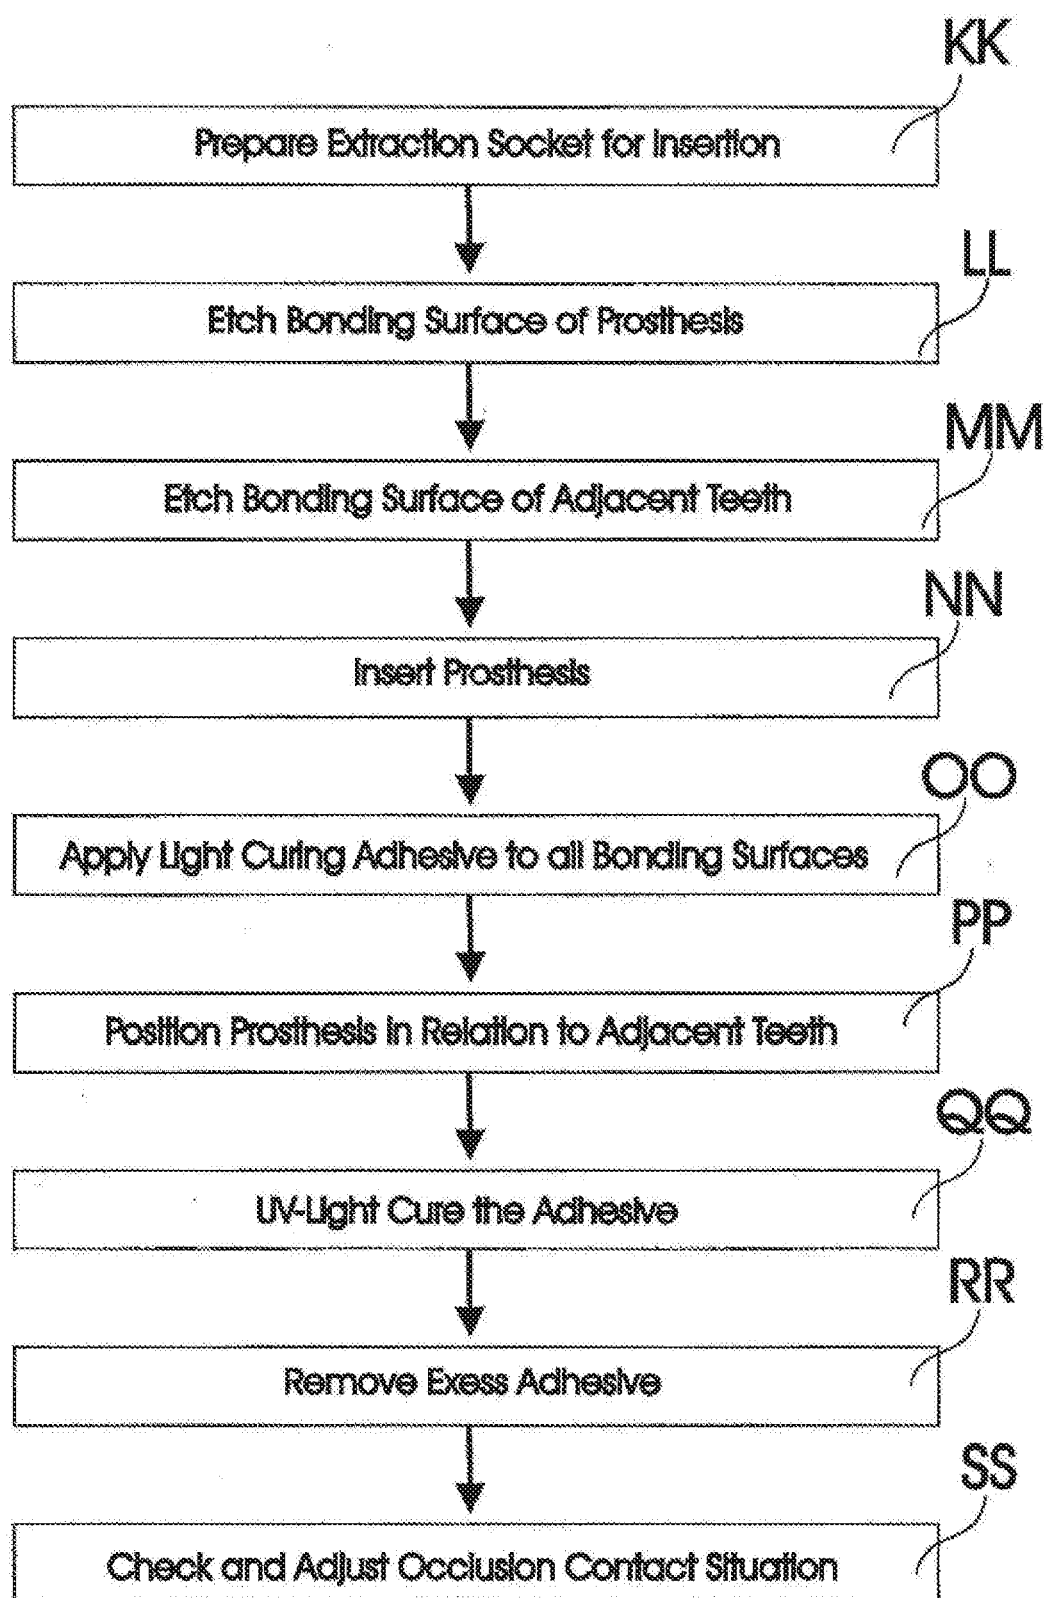 KK
Prepare Extraction Socket for Insertion
LL
Etch Bonding Surface of Prosthesis
MM
Etch Bonding Surface of Adjacent Teeth
NN
Insert Prosthesis
OO
Apply Light Curing Adhesive to all Bonding Surfaces
PP
Position Prosthesis in Relation to Adjacent Teeth
QQ
UV-Light Cure the Adhesive
RR
Remove Exess Adhesive
SS
Check and Adjust Occlusion Contact Situation